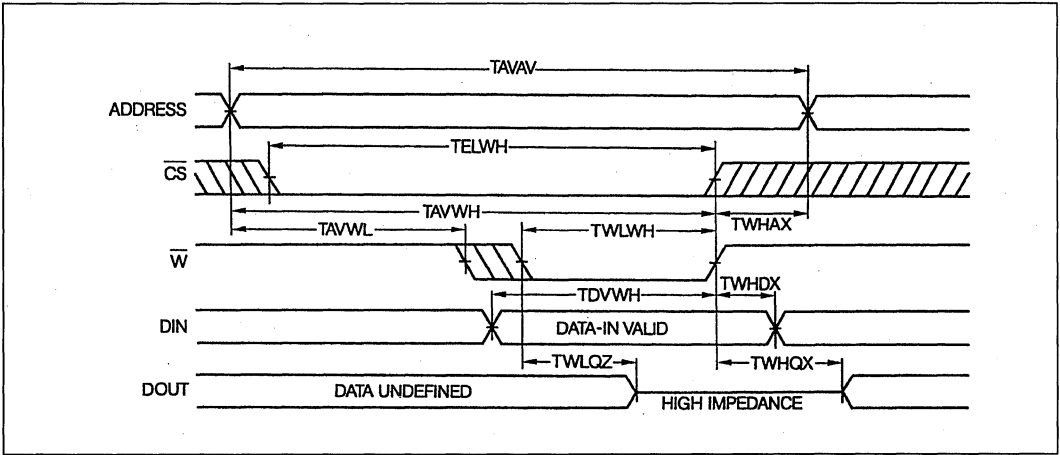 TAVAV
ADDRESS
TELWH
CS
TAVWH
TWHAX
TAVWL
TWLWH
W
TDVWH
TWHDX
DIN
DATA-IN VALID
TWLQZ
TWHQX
DOUT
DATA UNDEFINED
HIGH IMPEDANCE